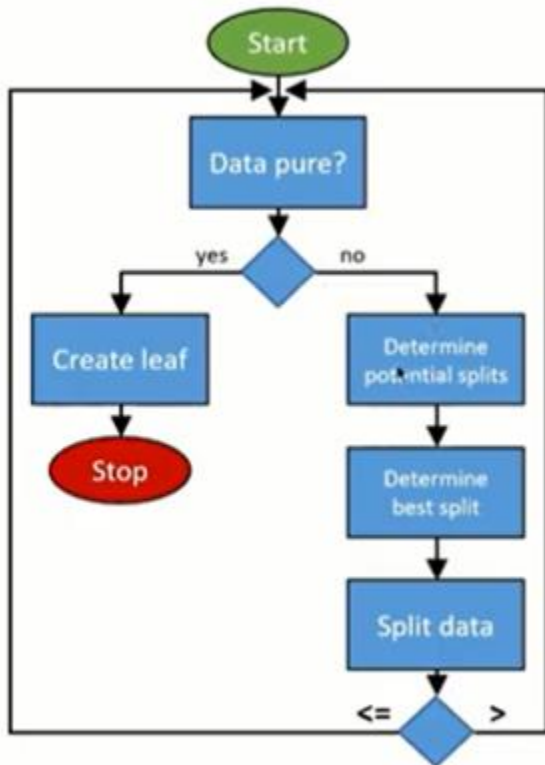 Start
Data pure?
yes
no
Create leaf
Determine
potential splits
Stop
Determine
best split
Split data
<=
>